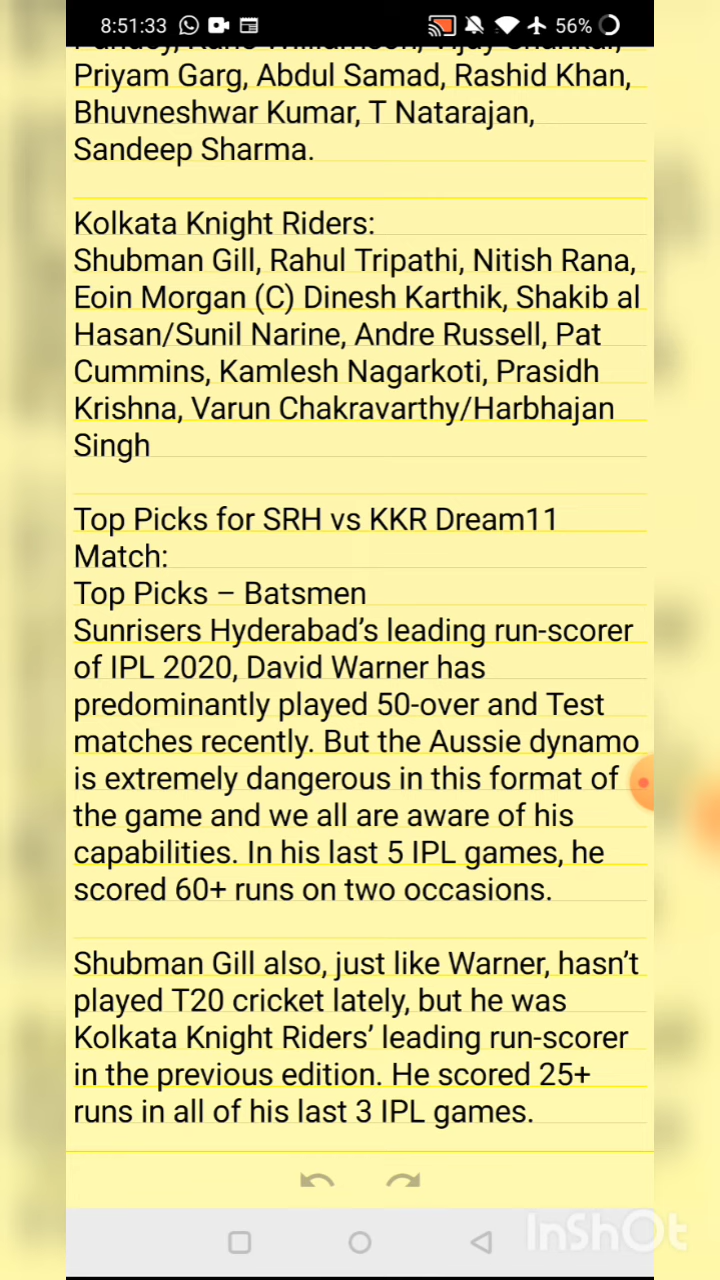 8:51:33 56%
Priyam Garg, Abdul Samad, Rashid Khan,
Bhuvneshwar Kumar, T Natarajan,
Sandeep Sharma.
Kolkata Knight Riders:
Shubman Gill, Rahul Tripathi, Nitish Rana,
Eoin Morgan (C) Dinesh Karthik, Shakib al
Hasan/Sunil Narine, Andre Russell, Pat
Cummins, Kamlesh Nagarkoti, Prasidh
Krishna, Varun Chakravarthy/Harbhajan
Singh
Top Picks for SRH vs KKR Dream11
Match:
Top Picks – Batsmen
Sunrisers Hyderabad’s leading run-scorer
of IPL 2020, David Warner has
predominantly played 50-over and Test
matches recently. But the Aussie dynamo
is extremely dangerous in this format of
the game and we all are aware of his
capabilities. In his last 5 IPL games, he
scored 60+ runs on two occasions.
Shubman Gill also, just like Warner, hasn’t
played T20 cricket lately, but he was
Kolkata Knight Riders’ leading run-scorer
in the previous edition. He scored 25+
runs in all of his last 3 IPL games.
InShOt